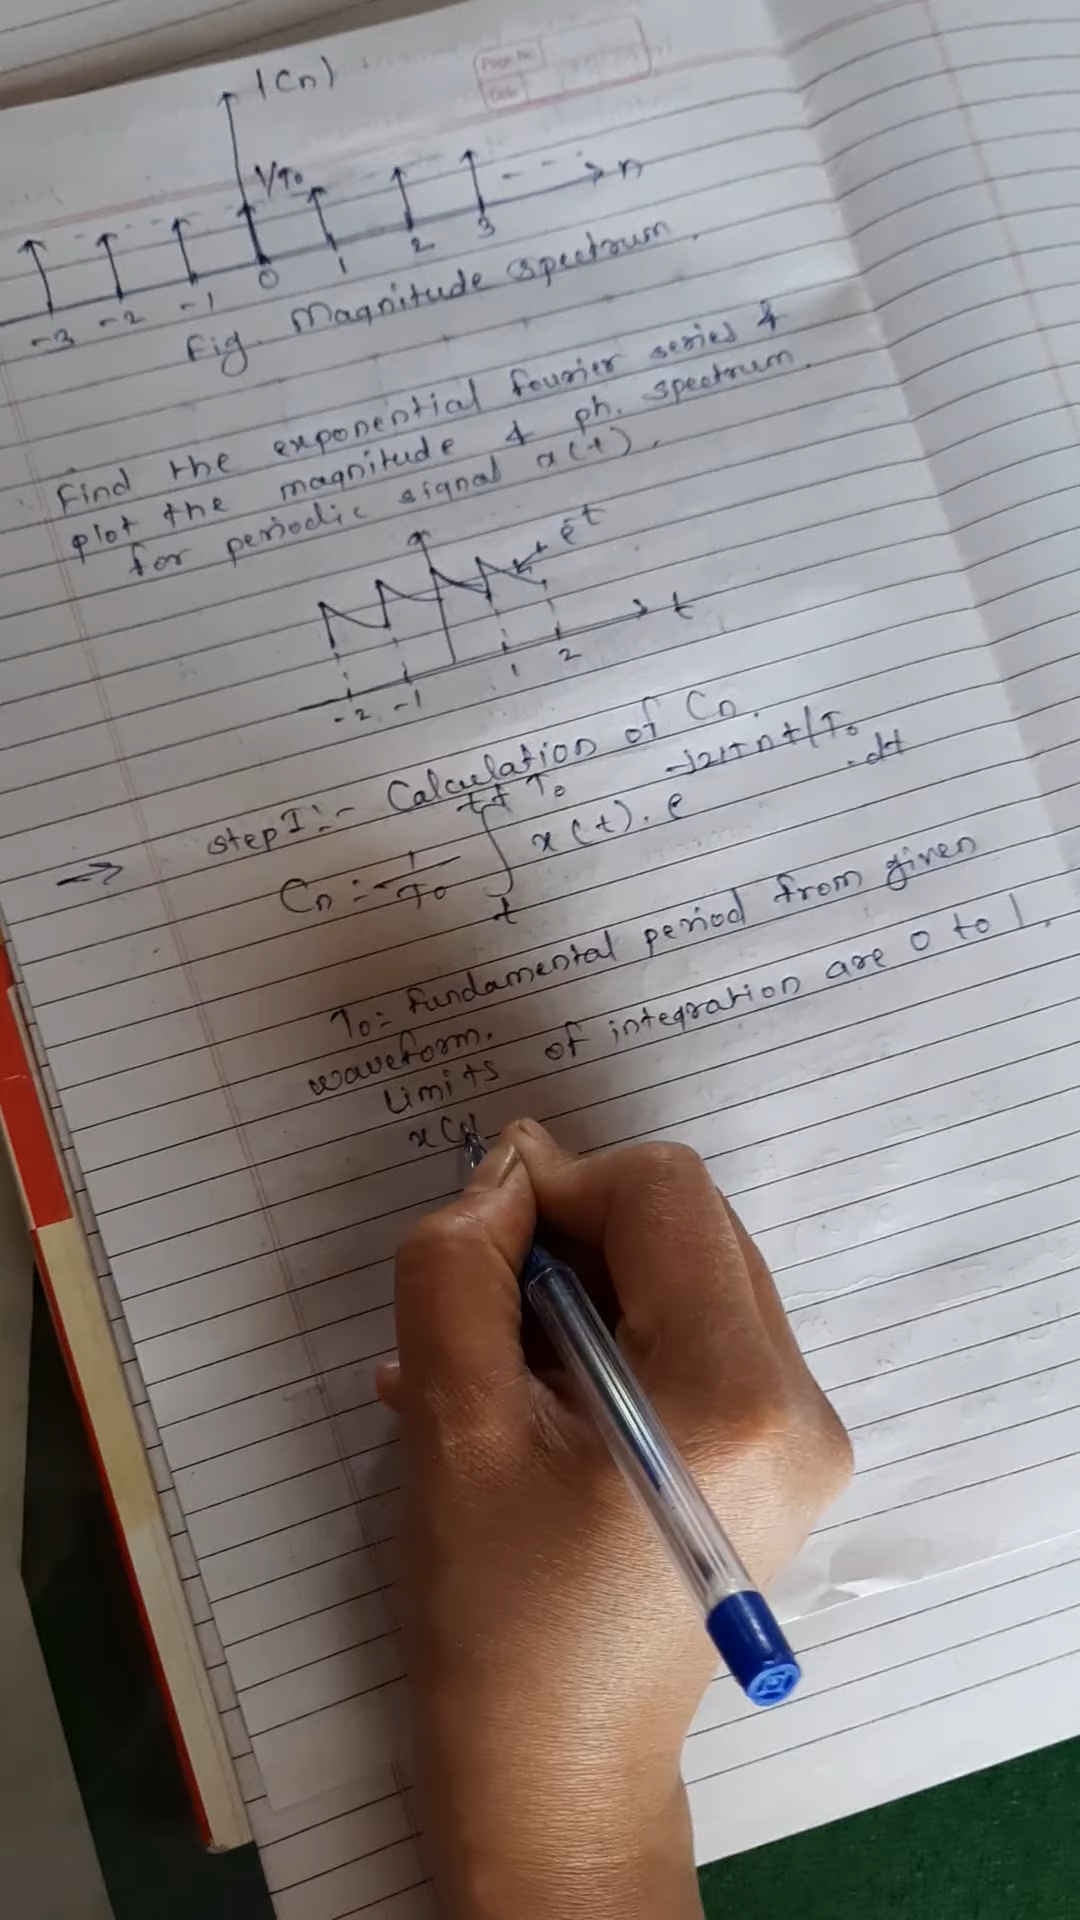 |Cn)
1/T₀
n
-3 -2 -1 0 1 2 3
Fig. Magnitude spectrum.
Find the exponential fourier series &
plot the magnitude & ph. spectrum.
for periodic signal x(t).
e^-t
t
-2 -1 1 2
step I :- Calculation of Cn.
Cn = 1/T₀ ∫ t t+T₀ x(t). e -j2πnt/T₀ .dt
T₀ = fundamental period from given
waveform.
Limits of integration are 0 to 1.
x(t